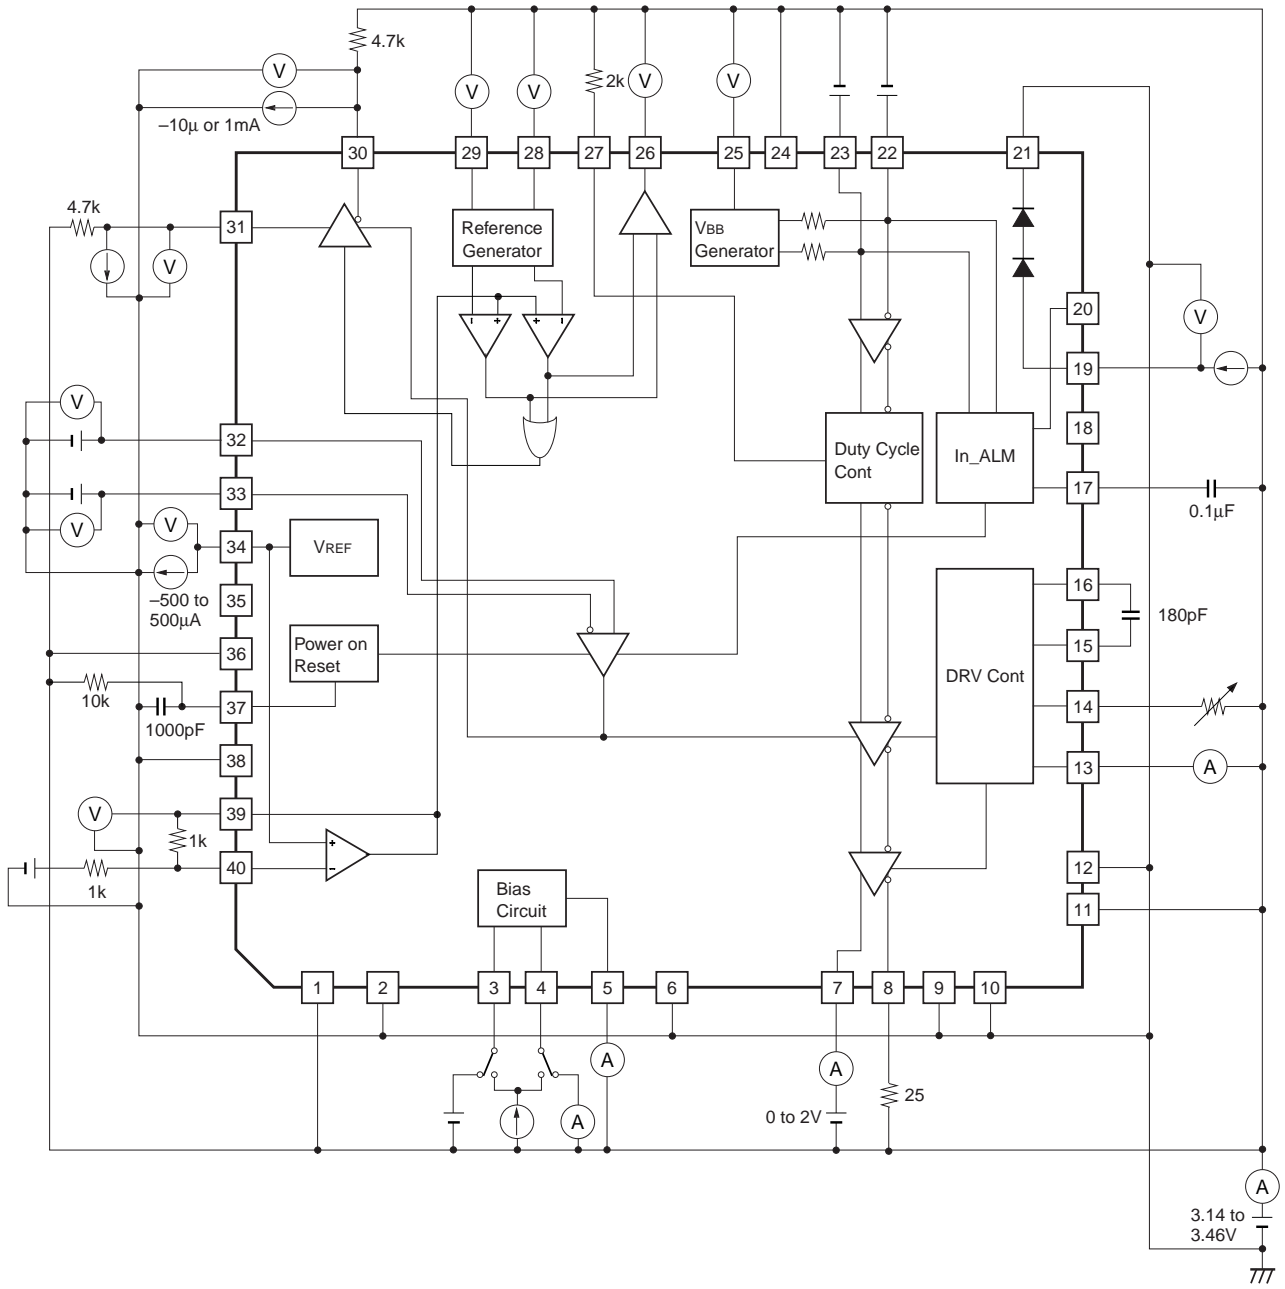 4.7k
V
–10µ or 1mA
V
V
2k
V
V
30
29
28
27
26
25
24
23
22
21
4.7k
31
V
Reference
Generator
VBB
Generator
20
V
19
V
32
18
Duty Cycle
Cont
In_ALM
33
17
0.1µF
V
V
34
VREF
–500 to
500µA
35
16
180pF
15
Power on
Reset
36
DRV Cont
10k
37
14
1000pF
38
13
A
V
39
1k
40
1k
12
11
Bias
Circuit
1
2
3
4
5
6
7
8
9
10
A
A
25
A
0 to 2V
A
3.14 to
3.46V
+
–
– + + –